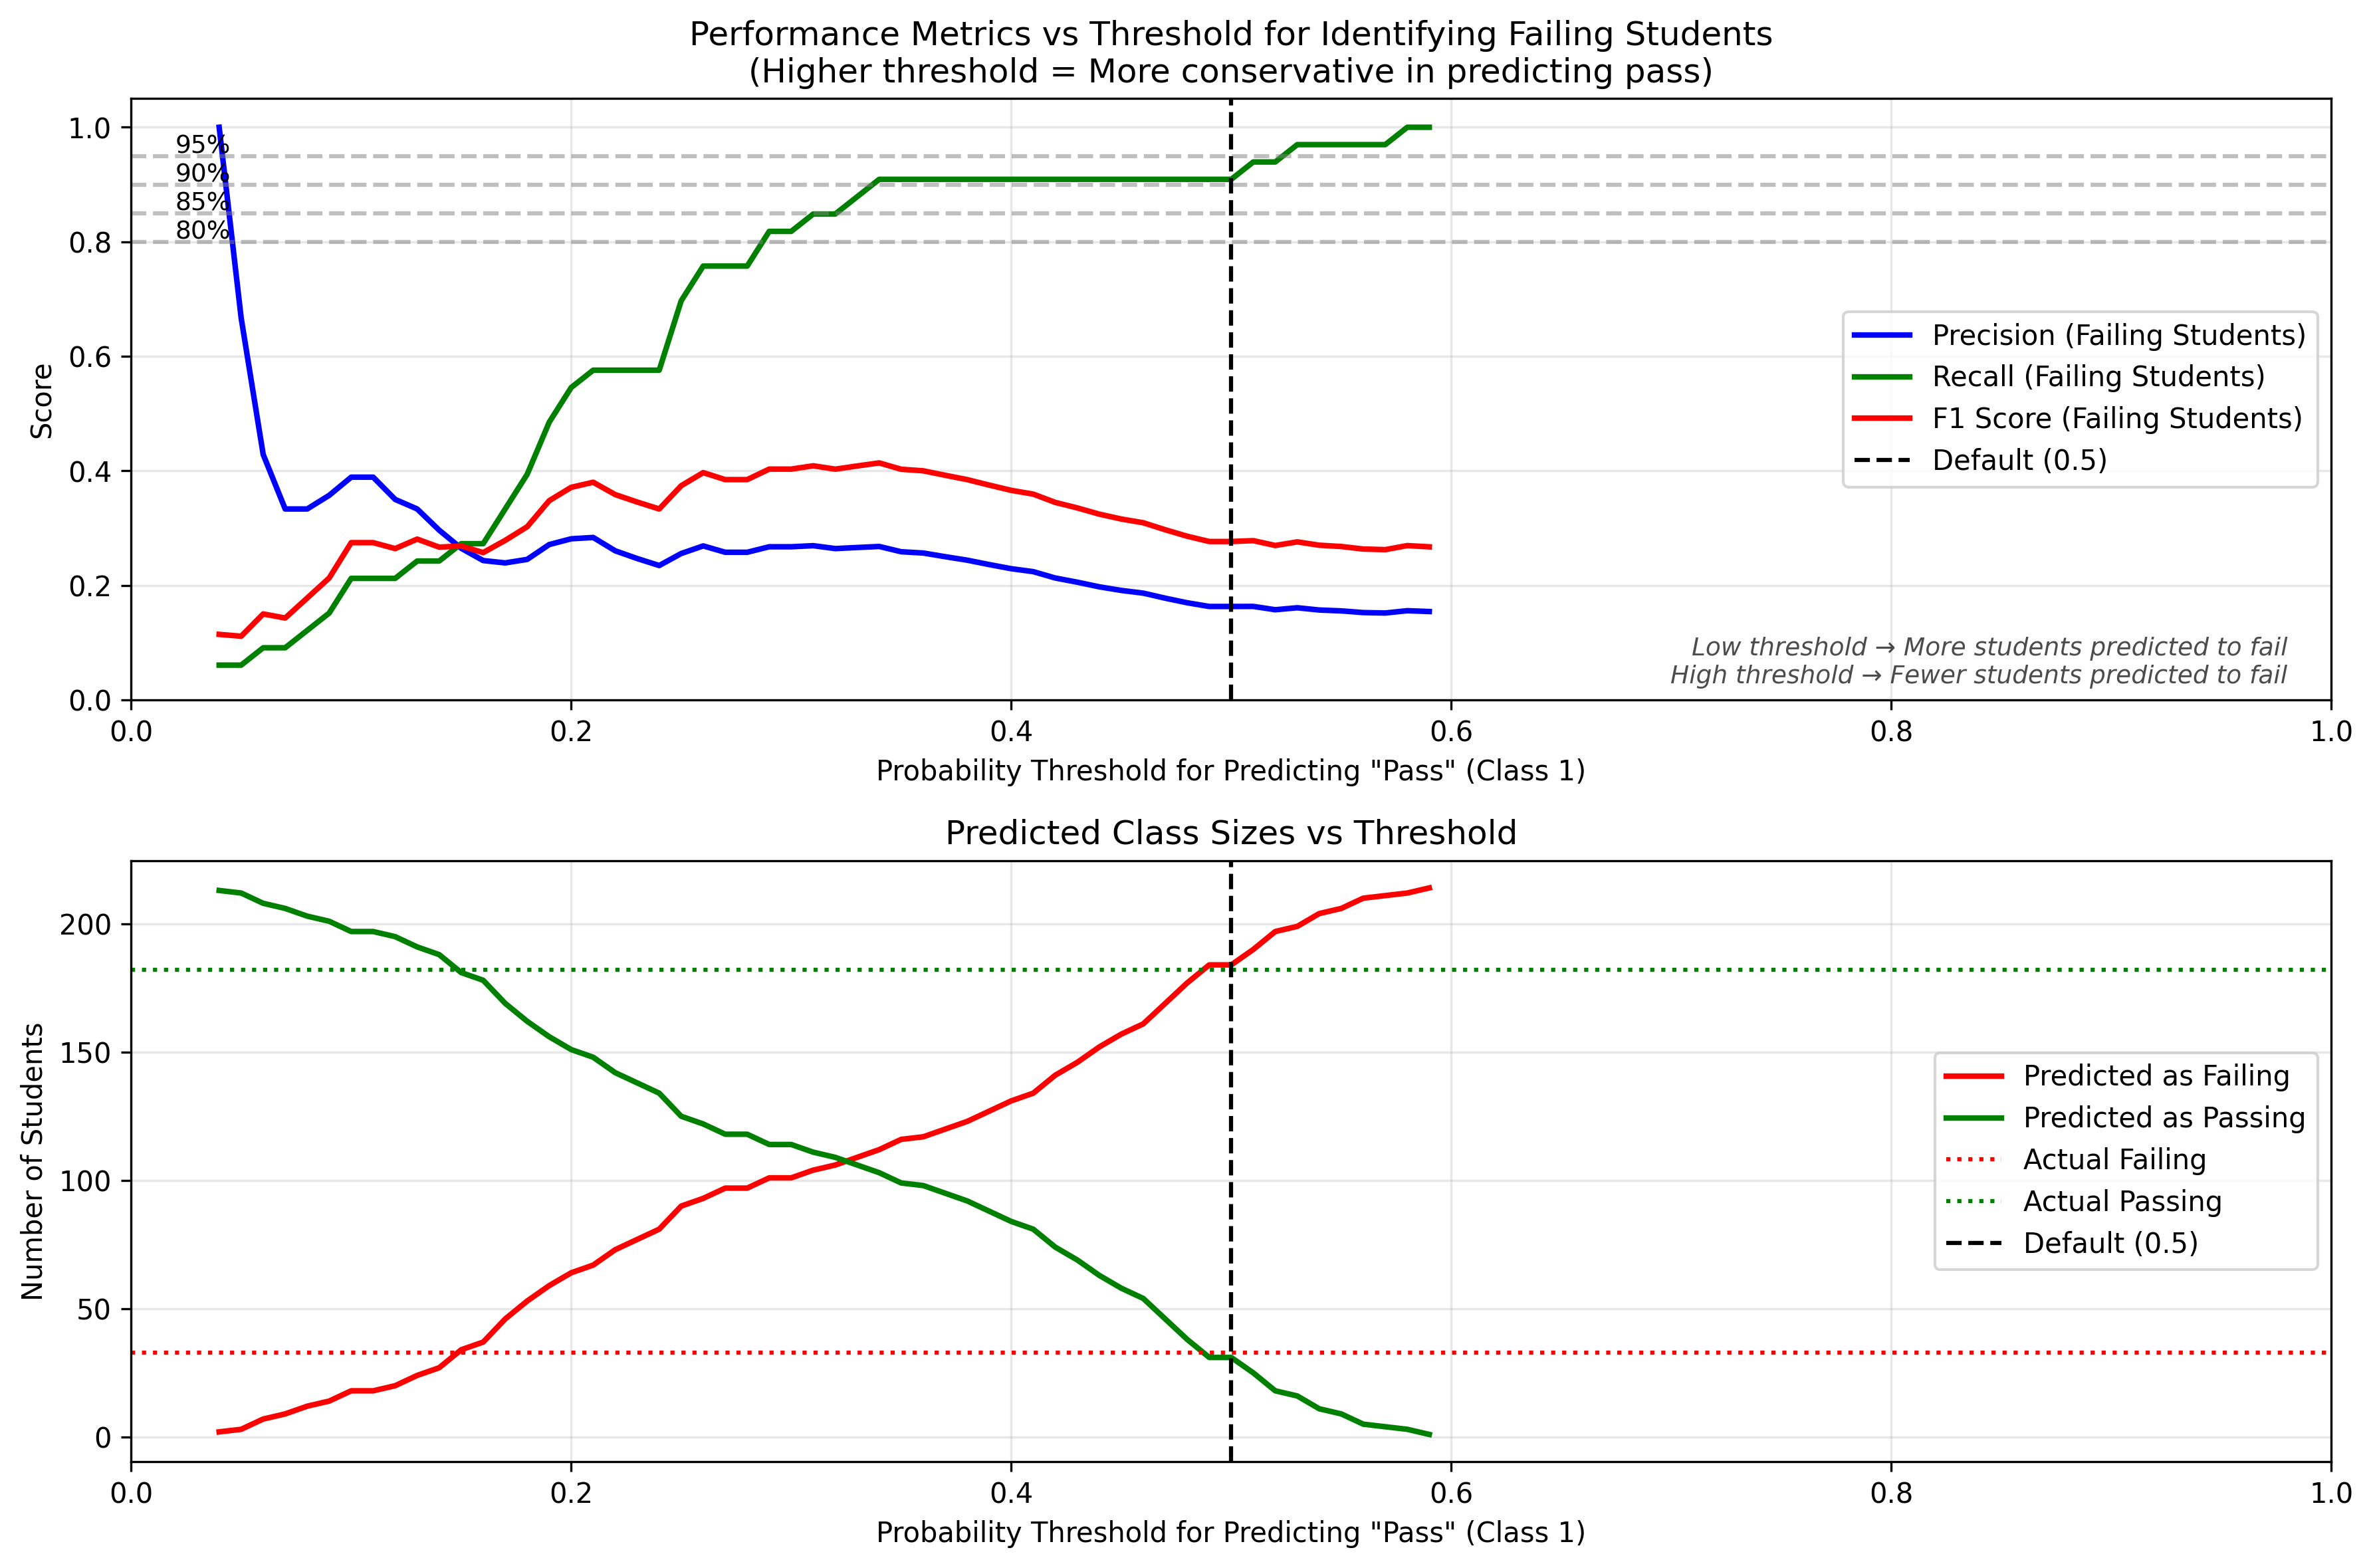 Performance Metrics vs Threshold for Identifying Failing Students
(Higher threshold = More conservative in predicting pass)
1.0
0.8
0.6
0.4
0.2
0.0
Score
95%
90%
85%
80%
Precision (Failing Students)
Recall (Failing Students)
F1 Score (Failing Students)
Default (0.5)
Low threshold → More students predicted to fail
High threshold → Fewer students predicted to fail
0.0 0.2 0.4 0.6 0.8 1.0
Probability Threshold for Predicting "Pass" (Class 1)
Predicted Class Sizes vs Threshold
200
150
100
50
0
Number of Students
Predicted as Failing
Predicted as Passing
Actual Failing
Actual Passing
Default (0.5)
0.0 0.2 0.4 0.6 0.8 1.0
Probability Threshold for Predicting "Pass" (Class 1)